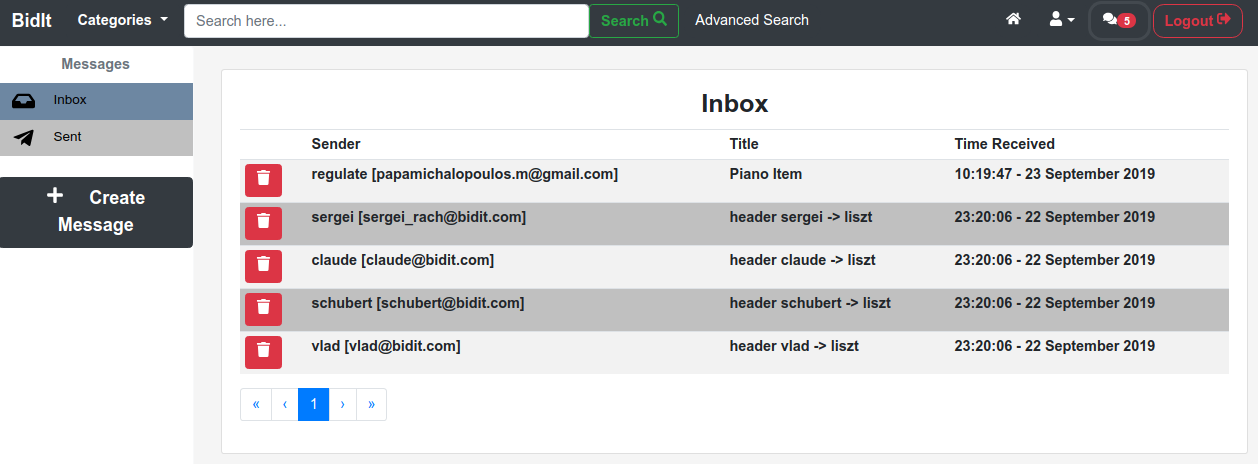 BidIt Categories Search here... Search Advanced Search 5 Logout
Messages
Inbox
Sent
Create
Message
Inbox
Sender Title Time Received
regulate [papamichalopoulos.m@gmail.com] Piano Item 10:19:47 - 23 September 2019
sergei [sergei_rach@bidit.com] header sergei -> liszt 23:20:06 - 22 September 2019
claude [claude@bidit.com] header claude -> liszt 23:20:06 - 22 September 2019
schubert [schubert@bidit.com] header schubert -> liszt 23:20:06 - 22 September 2019
vlad [vlad@bidit.com] header vlad -> liszt 23:20:06 - 22 September 2019
« ‹ 1 › »